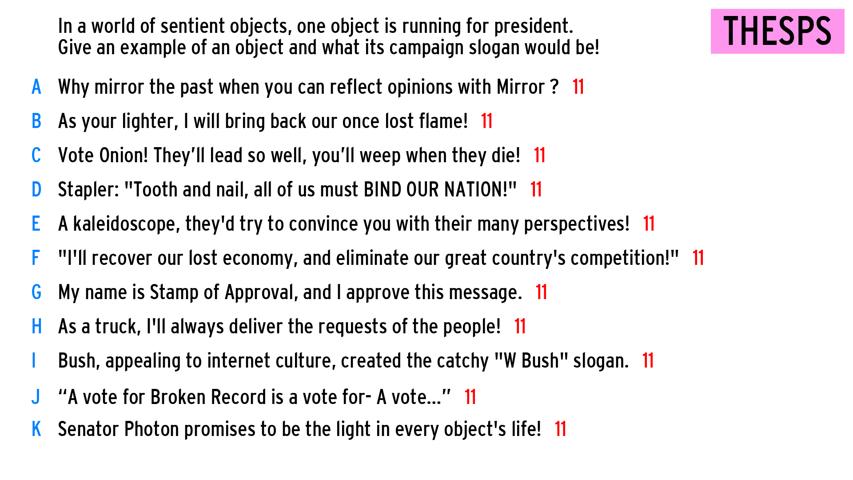 In a world of sentient objects, one object is running for president.
Give an example of an object and what its campaign slogan would be!
THESPS
A Why mirror the past when you can reflect opinions with Mirror ? 11
B As your lighter, I will bring back our once lost flame! 11
C Vote Onion! They’ll lead so well, you’ll weep when they die! 11
D Stapler: "Tooth and nail, all of us must BIND OUR NATION!" 11
E A kaleidoscope, they'd try to convince you with their many perspectives! 11
F "I'll recover our lost economy, and eliminate our great country's competition!" 11
G My name is Stamp of Approval, and I approve this message. 11
H As a truck, I'll always deliver the requests of the people! 11
I Bush, appealing to internet culture, created the catchy "W Bush" slogan. 11
J “A vote for Broken Record is a vote for- A vote...” 11
K Senator Photon promises to be the light in every object's life! 11